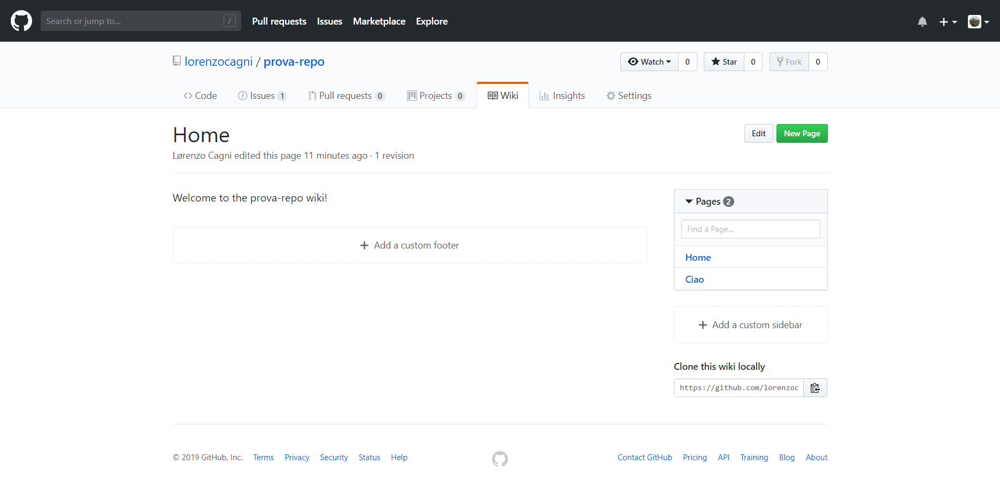 Search or jump to... /
Pull requests Issues Marketplace Explore
lorenzocagni / prova-repo
Watch 0 Star 0 Fork 0
Code Issues 1 Pull requests 0 Projects 0 Wiki Insights Settings
Home
Edit New Page
Lørenzo Cagni edited this page 11 minutes ago · 1 revision
Welcome to the prova-repo wiki!
Add a custom footer
Pages 2
Find a Page...
Home
Ciao
Add a custom sidebar
Clone this wiki locally
https://github.com/lorenzoc
© 2019 GitHub, Inc. Terms Privacy Security Status Help
Contact GitHub Pricing API Training Blog About